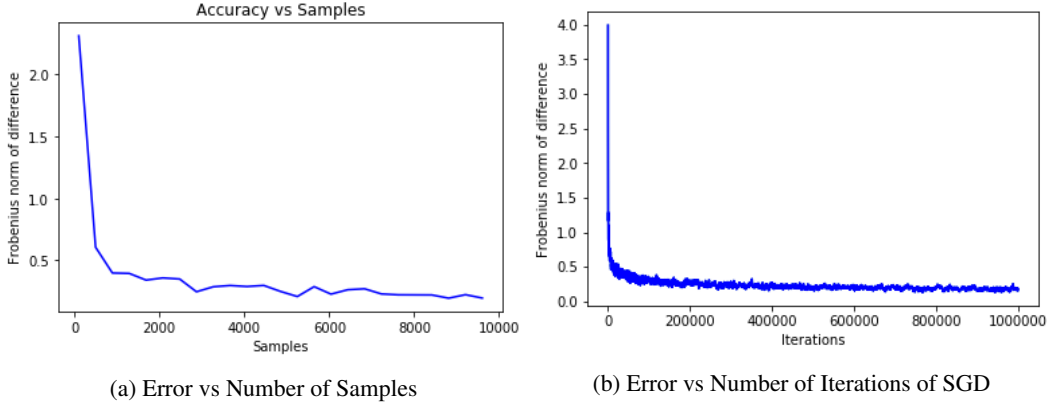 Accuracy vs Samples
Frobenius norm of difference
2.0
1.5
1.0
0.5
0 2000 4000 6000 8000 10000
Samples
(a) Error vs Number of Samples
Frobenius norm of difference
4.0
3.5
3.0
2.5
2.0
1.5
1.0
0.5
0.0
0 200000 400000 600000 800000 1000000
Iterations
(b) Error vs Number of Iterations of SGD